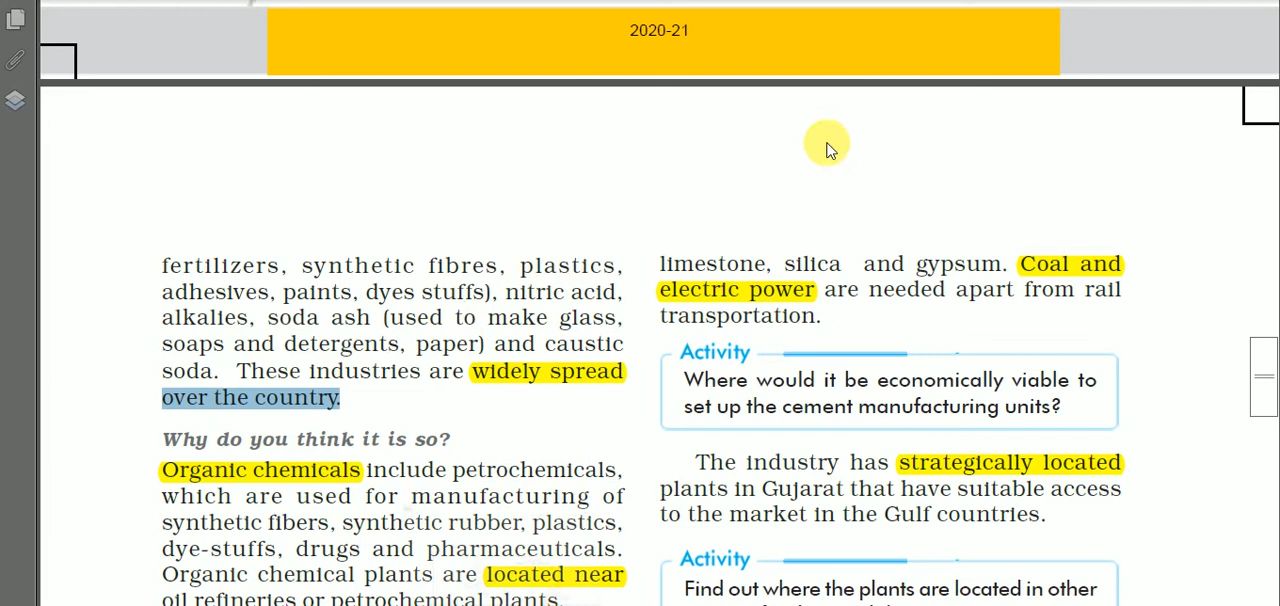 2020-21
fertilizers, synthetic fibres, plastics,
adhesives, paints, dyes stuffs), nitric acid,
alkalies, soda ash (used to make glass,
soaps and detergents, paper) and caustic
soda. These industries are widely spread
over the country.
Why do you think it is so?
Organic chemicals include petrochemicals,
which are used for manufacturing of
synthetic fibers, synthetic rubber, plastics,
dye-stuffs, drugs and pharmaceuticals.
Organic chemical plants are located near
oil refineries or petrochemical plants.
limestone, silica and gypsum. Coal and
electric power are needed apart from rail
transportation.
Activity
Where would it be economically viable to
set up the cement manufacturing units?
The industry has strategically located
plants in Gujarat that have suitable access
to the market in the Gulf countries.
Activity
Find out where the plants are located in other